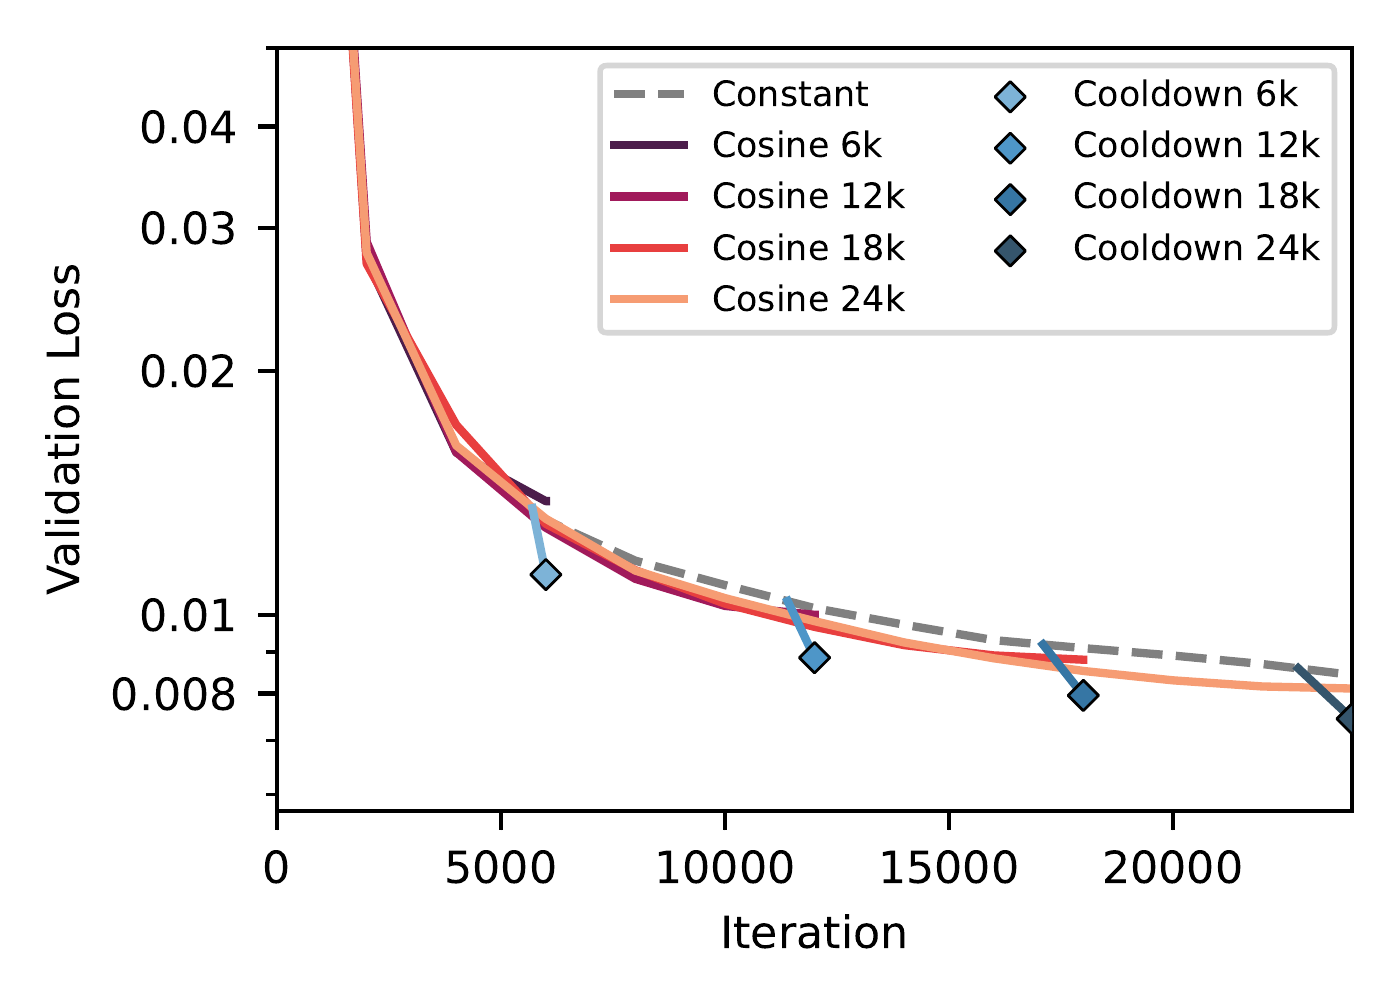 Constant
Cosine 6k
Cosine 12k
Cosine 18k
Cosine 24k
Cooldown 6k
Cooldown 12k
Cooldown 18k
Cooldown 24k
Validation Loss
0.04
0.03
0.02
0.01
0.008
0
5000
10000
15000
20000
Iteration